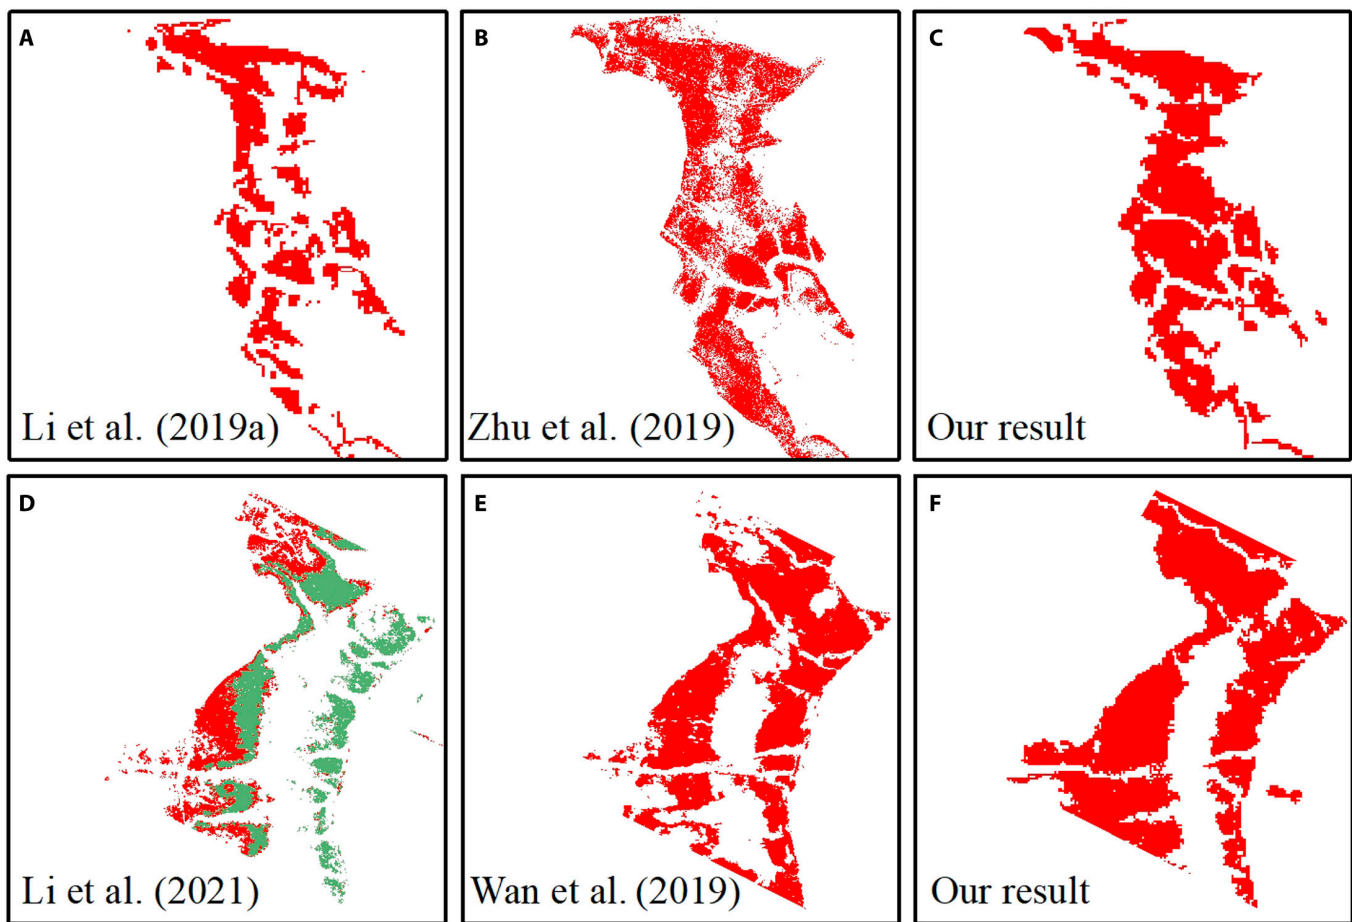 A
B
C
Li et al. (2019a)
Zhu et al. (2019)
Our result
D
E
F
Li et al. (2021)
Wan et al. (2019)
Our result